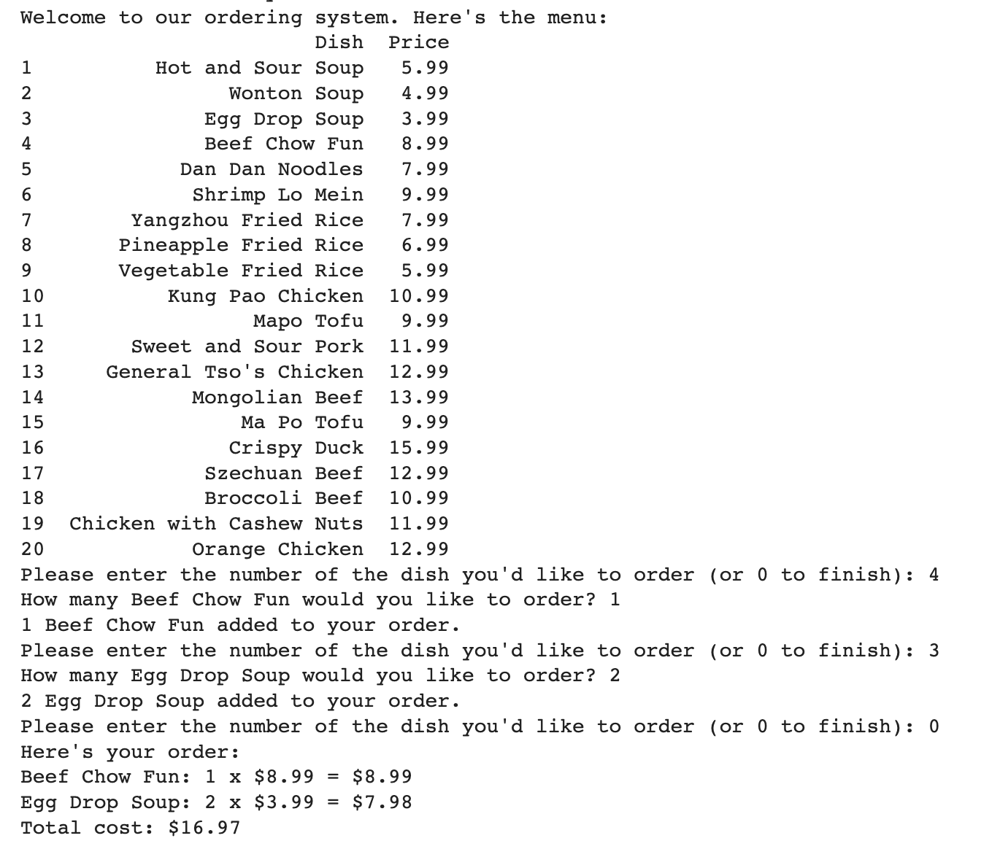 Welcome to our ordering system. Here's the menu:
Dish Price
1 Hot and Sour Soup 5.99
2 Wonton Soup 4.99
3 Egg Drop Soup 3.99
4 Beef Chow Fun 8.99
5 Dan Dan Noodles 7.99
6 Shrimp Lo Mein 9.99
7 Yangzhou Fried Rice 7.99
8 Pineapple Fried Rice 6.99
9 Vegetable Fried Rice 5.99
10 Kung Pao Chicken 10.99
11 Mapo Tofu 9.99
12 Sweet and Sour Pork 11.99
13 General Tso's Chicken 12.99
14 Mongolian Beef 13.99
15 Ma Po Tofu 9.99
16 Crispy Duck 15.99
17 Szechuan Beef 12.99
18 Broccoli Beef 10.99
19 Chicken with Cashew Nuts 11.99
20 Orange Chicken 12.99
Please enter the number of the dish you'd like to order (or 0 to finish): 4
How many Beef Chow Fun would you like to order? 1
1 Beef Chow Fun added to your order.
Please enter the number of the dish you'd like to order (or 0 to finish): 3
How many Egg Drop Soup would you like to order? 2
2 Egg Drop Soup added to your order.
Please enter the number of the dish you'd like to order (or 0 to finish): 0
Here's your order:
Beef Chow Fun: 1 x $8.99 = $8.99
Egg Drop Soup: 2 x $3.99 = $7.98
Total cost: $16.97